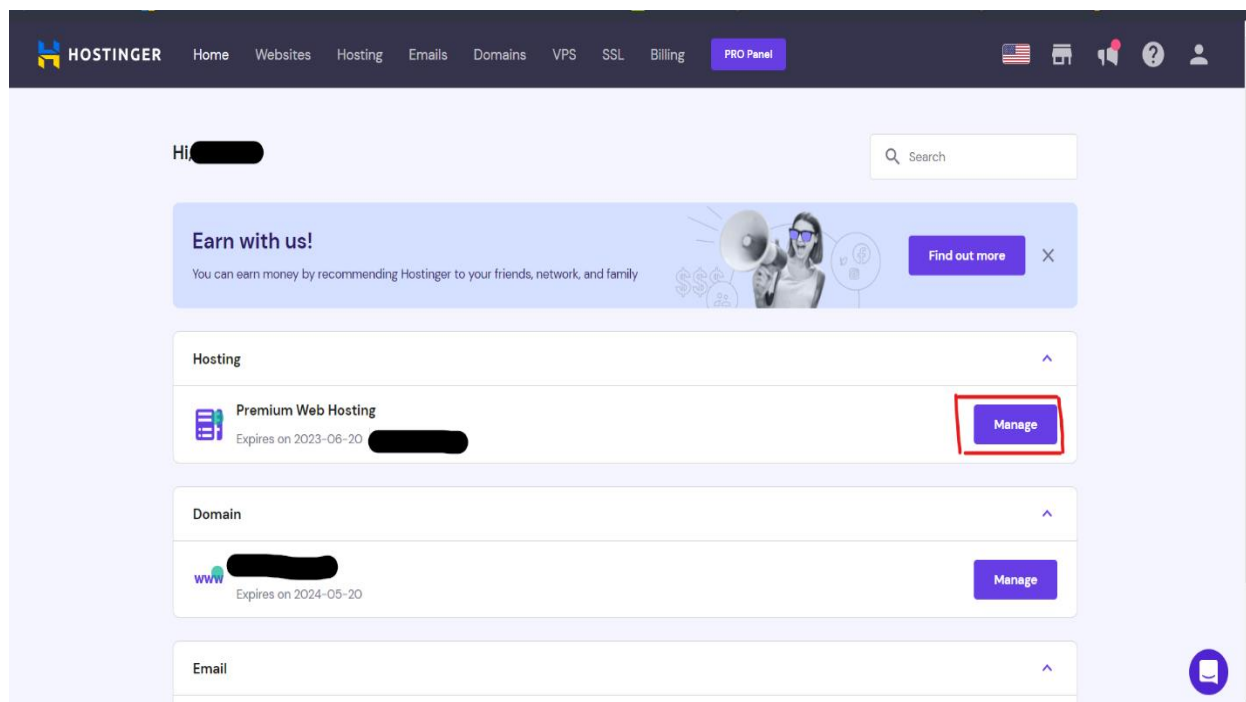 HOSTINGER Home Websites Hosting Emails Domains VPS SSL Billing PRO Panel
Hi,
Search
Earn with us!
You can earn money by recommending Hostinger to your friends, network, and family
Find out more
Hosting
Premium Web Hosting
Expires on 2023-06-20
Manage
Domain
www
Expires on 2024-05-20
Manage
Email